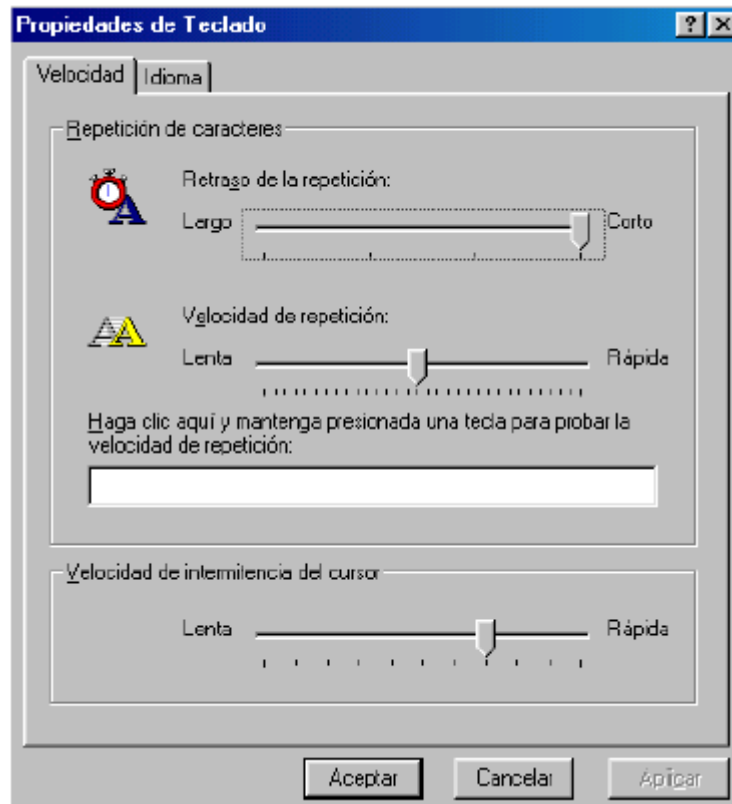 Propiedades de Teclado
Velocidad Idioma
Repetición de caracteres
Retraso de la repetición:
Largo Corto
Velocidad de repetición:
Lenta Rápida
Haga clic aquí y mantenga presionada una tecla para probar la
velocidad de repetición:
Velocidad de intermitencia del cursor
Lenta Rápida
Aceptar Cancelar Aplicar